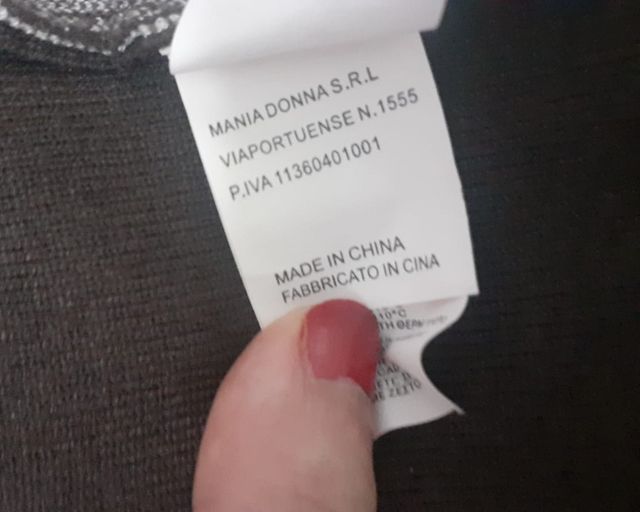 MANIA DONNA S.R.L
VIAPORTUENSE N.1555
P.IVA 11360401001
MADE IN CHINA
FABBRICATO IN CINA